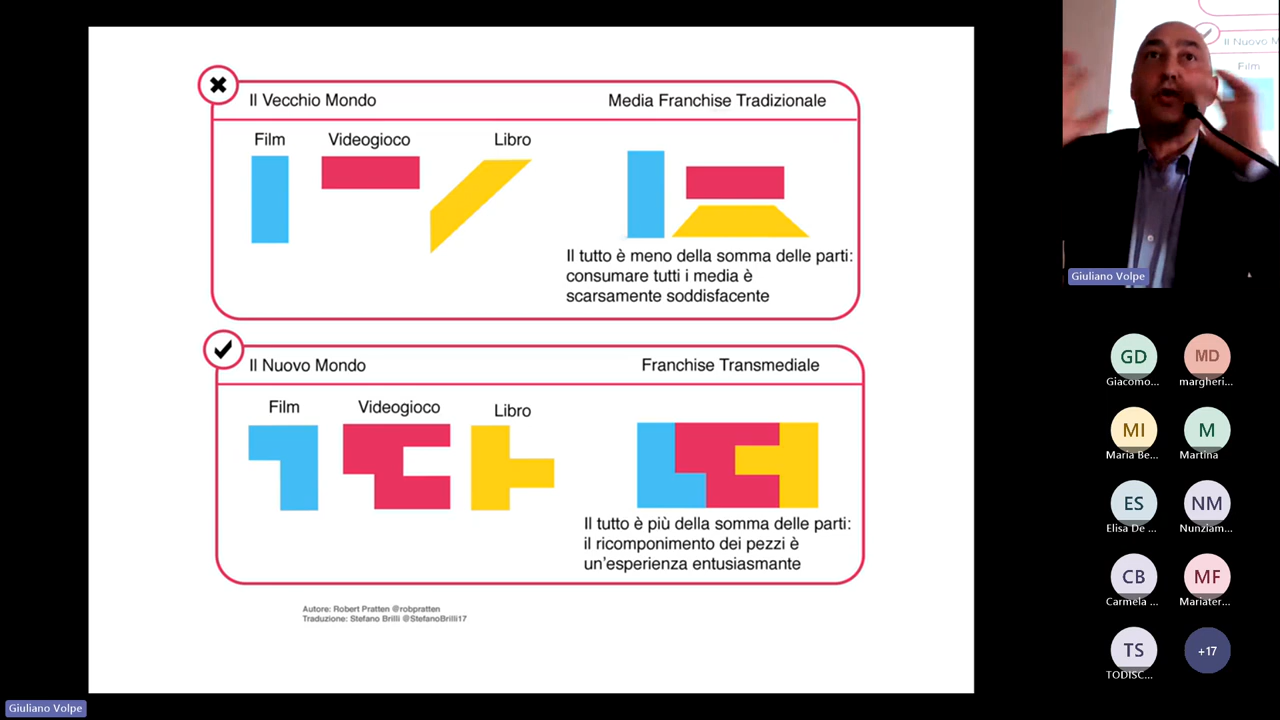 Il Vecchio Mondo
Media Franchise Tradizionale
Film
Videogioco
Libro
Il tutto è meno della somma delle parti:
consumare tutti i media è
scarsamente soddisfacente
Il Nuovo Mondo
Franchise Transmediale
Film
Videogioco
Libro
Il tutto è più della somma delle parti:
il ricomponimento dei pezzi è
un'esperienza entusiasmante
Autore: Robert Pratten @robpratten
Traduzione: Stefano Brilli @StefanoBrilli17
Il Nuovo M
Film
Giuliano Volpe
GD
Giacomo...
MD
margheri...
MI
Maria Be...
M
Martina
ES
Elisa De ...
NM
Nunziam...
CB
Carmela ...
MF
Mariater...
TS
TODISC...
+17
Giuliano Volpe